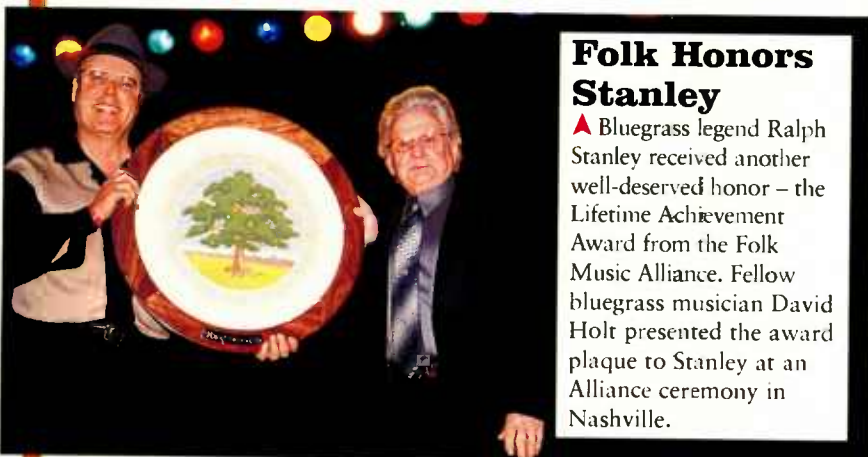 Folk Honors
Stanley
Bluegrass legend Ralph
Stanley received another
well-deserved honor – the
Lifetime Achievement
Award from the Folk
Music Alliance. Fellow
bluegrass musician David
Holt presented the award
plaque to Stanley at an
Alliance ceremony in
Nashville.